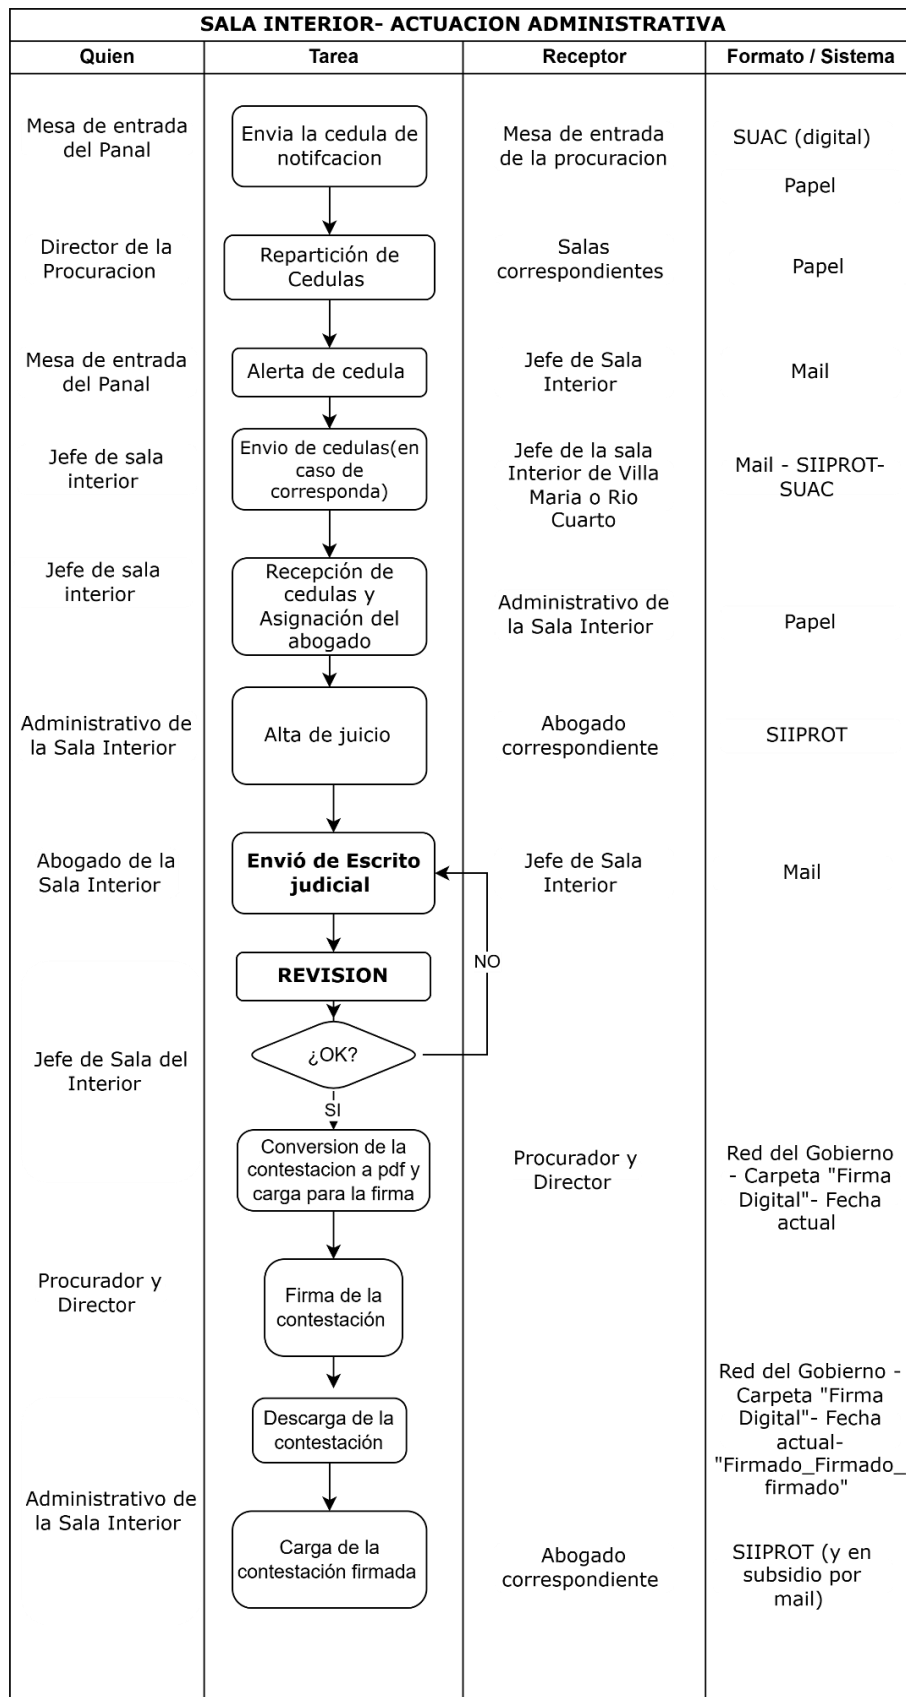 SALA INTERIOR- ACTUACION ADMINISTRATIVA
Quien
Tarea
Receptor
Formato / Sistema
Mesa de entrada
del Panal
Envia la cedula de
notifcacion
Mesa de entrada
de la procuracion
SUAC (digital)
Papel
Director de la
Procuracion
Repartición de
Cedulas
Salas
correspondientes
Papel
Mesa de entrada
del Panal
Alerta de cedula
Jefe de Sala
Interior
Mail
Jefe de sala
interior
Envio de cedulas(en
caso de
corresponda)
Jefe de la sala
Interior de Villa
Maria o Rio
Cuarto
Mail - SIIPROT-
SUAC
Jefe de sala
interior
Recepción de
cedulas y
Asignación del
abogado
Administrativo de
la Sala Interior
Papel
Administrativo de
la Sala Interior
Alta de juicio
Abogado
correspondiente
SIIPROT
Abogado de la
Sala Interior
Envió de Escrito
judicial
Jefe de Sala
Interior
Mail
REVISION
NO
Jefe de Sala del
Interior
¿OK?
SI
Conversion de la
contestacion a pdf y
carga para la firma
Procurador y
Director
Red del Gobierno
- Carpeta "Firma
Digital"- Fecha
actual
Procurador y
Director
Firma de la
contestación
Descarga de la
contestación
Red del Gobierno -
Carpeta "Firma
Digital"- Fecha
actual-
"Firmado_Firmado_
firmado"
Administrativo de
la Sala Interior
Carga de la
contestación firmada
Abogado
correspondiente
SIIPROT (y en
subsidio por
mail)